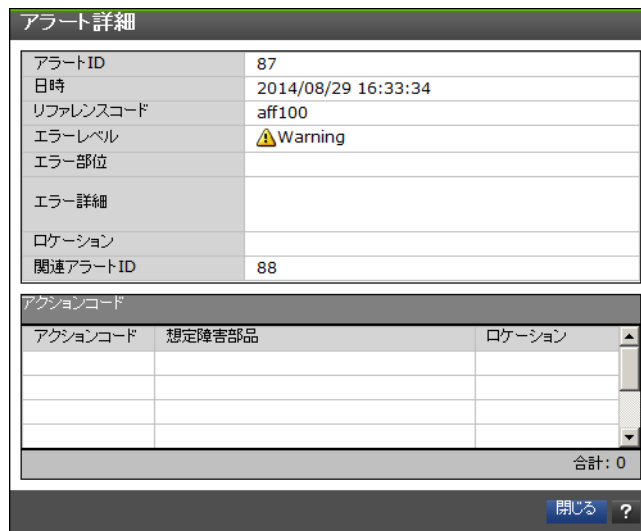 アラート詳細
アラートID 87
日時 2014/08/29 16:33:34
リファレンスコード aff100
エラーレベル Warning
エラー部位
エラー詳細
ロケーション
関連アラートID 88
アクションコード
アクションコード 想定障害部品 ロケーション
合計: 0
閉じる ?